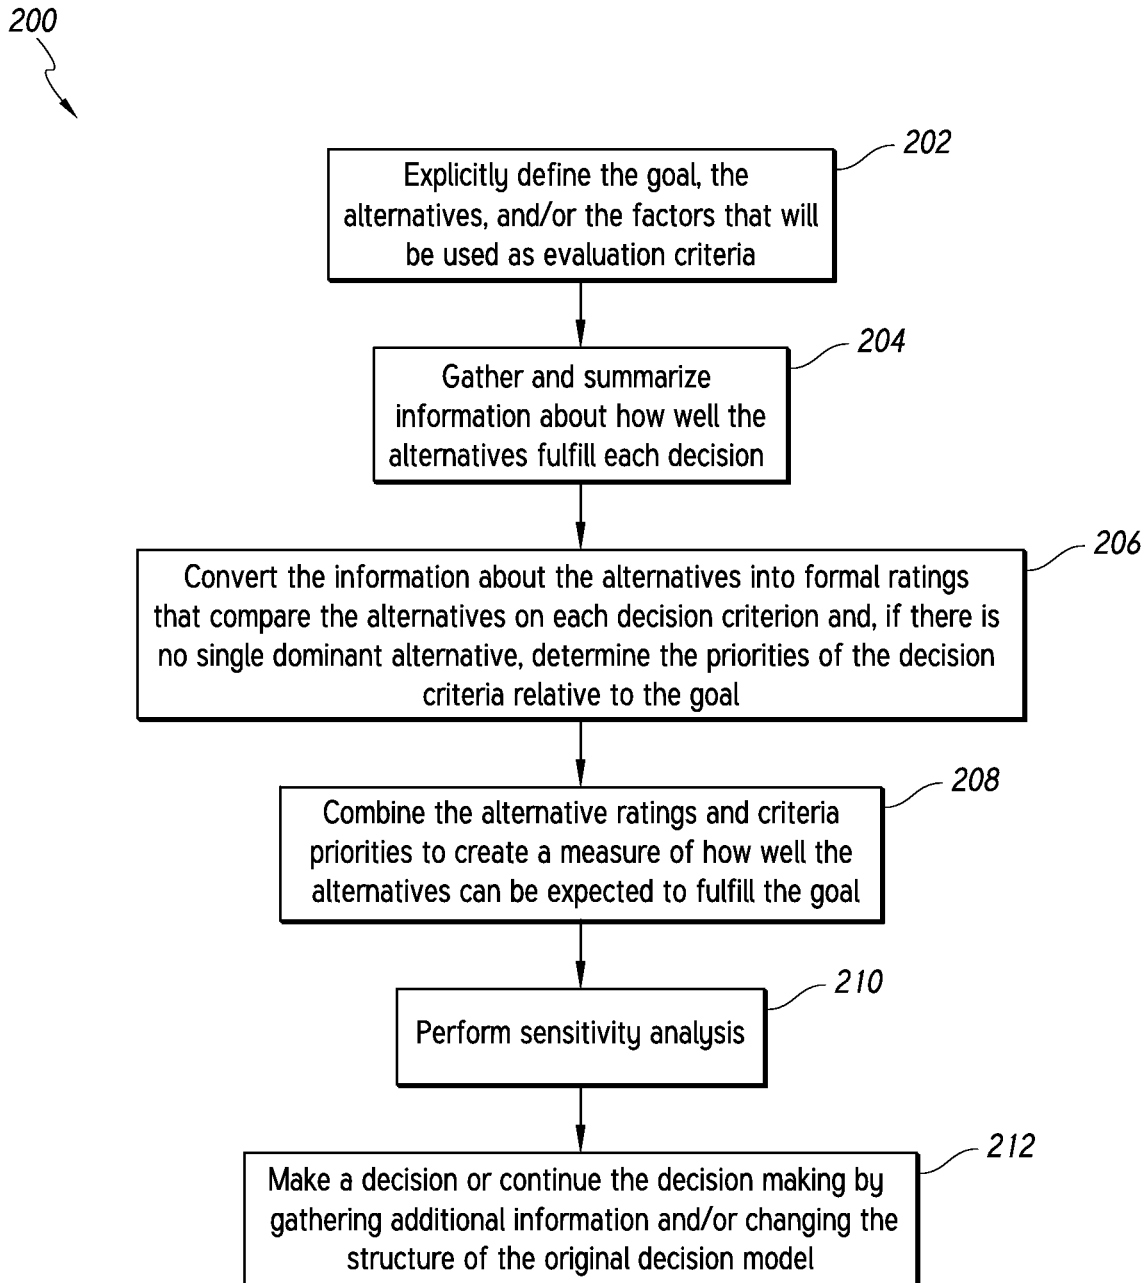 200
202
Explicitly define the goal, the
alternatives, and/or the factors that will
be used as evaluation criteria
204
Gather and summarize
information about how well the
alternatives fulfill each decision
206
Convert the information about the alternatives into formal ratings
that compare the alternatives on each decision criterion and, if there is
no single dominant alternative, determine the priorities of the decision
criteria relative to the goal
208
Combine the alternative ratings and criteria
priorities to create a measure of how well the
alternatives can be expected to fulfill the goal
210
Perform sensitivity analysis
212
Make a decision or continue the decision making by
gathering additional information and/or changing the
structure of the original decision model